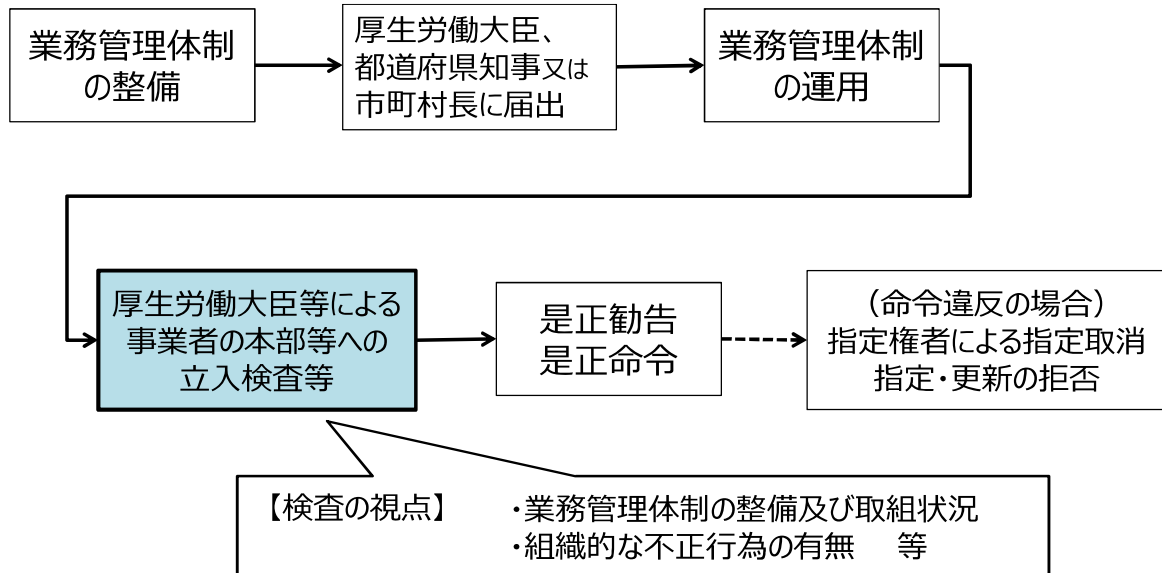 業務管理体制
の整備
厚生労働大臣、
都道府県知事又は
市町村長に届出
業務管理体制
の運用
厚生労働大臣等による
事業者の本部等への
立入検査等
是正勧告
是正命令
（命令違反の場合）
指定権者による指定取消
指定・更新の拒否
【検査の視点】 ・業務管理体制の整備及び取組状況
・組織的な不正行為の有無 等